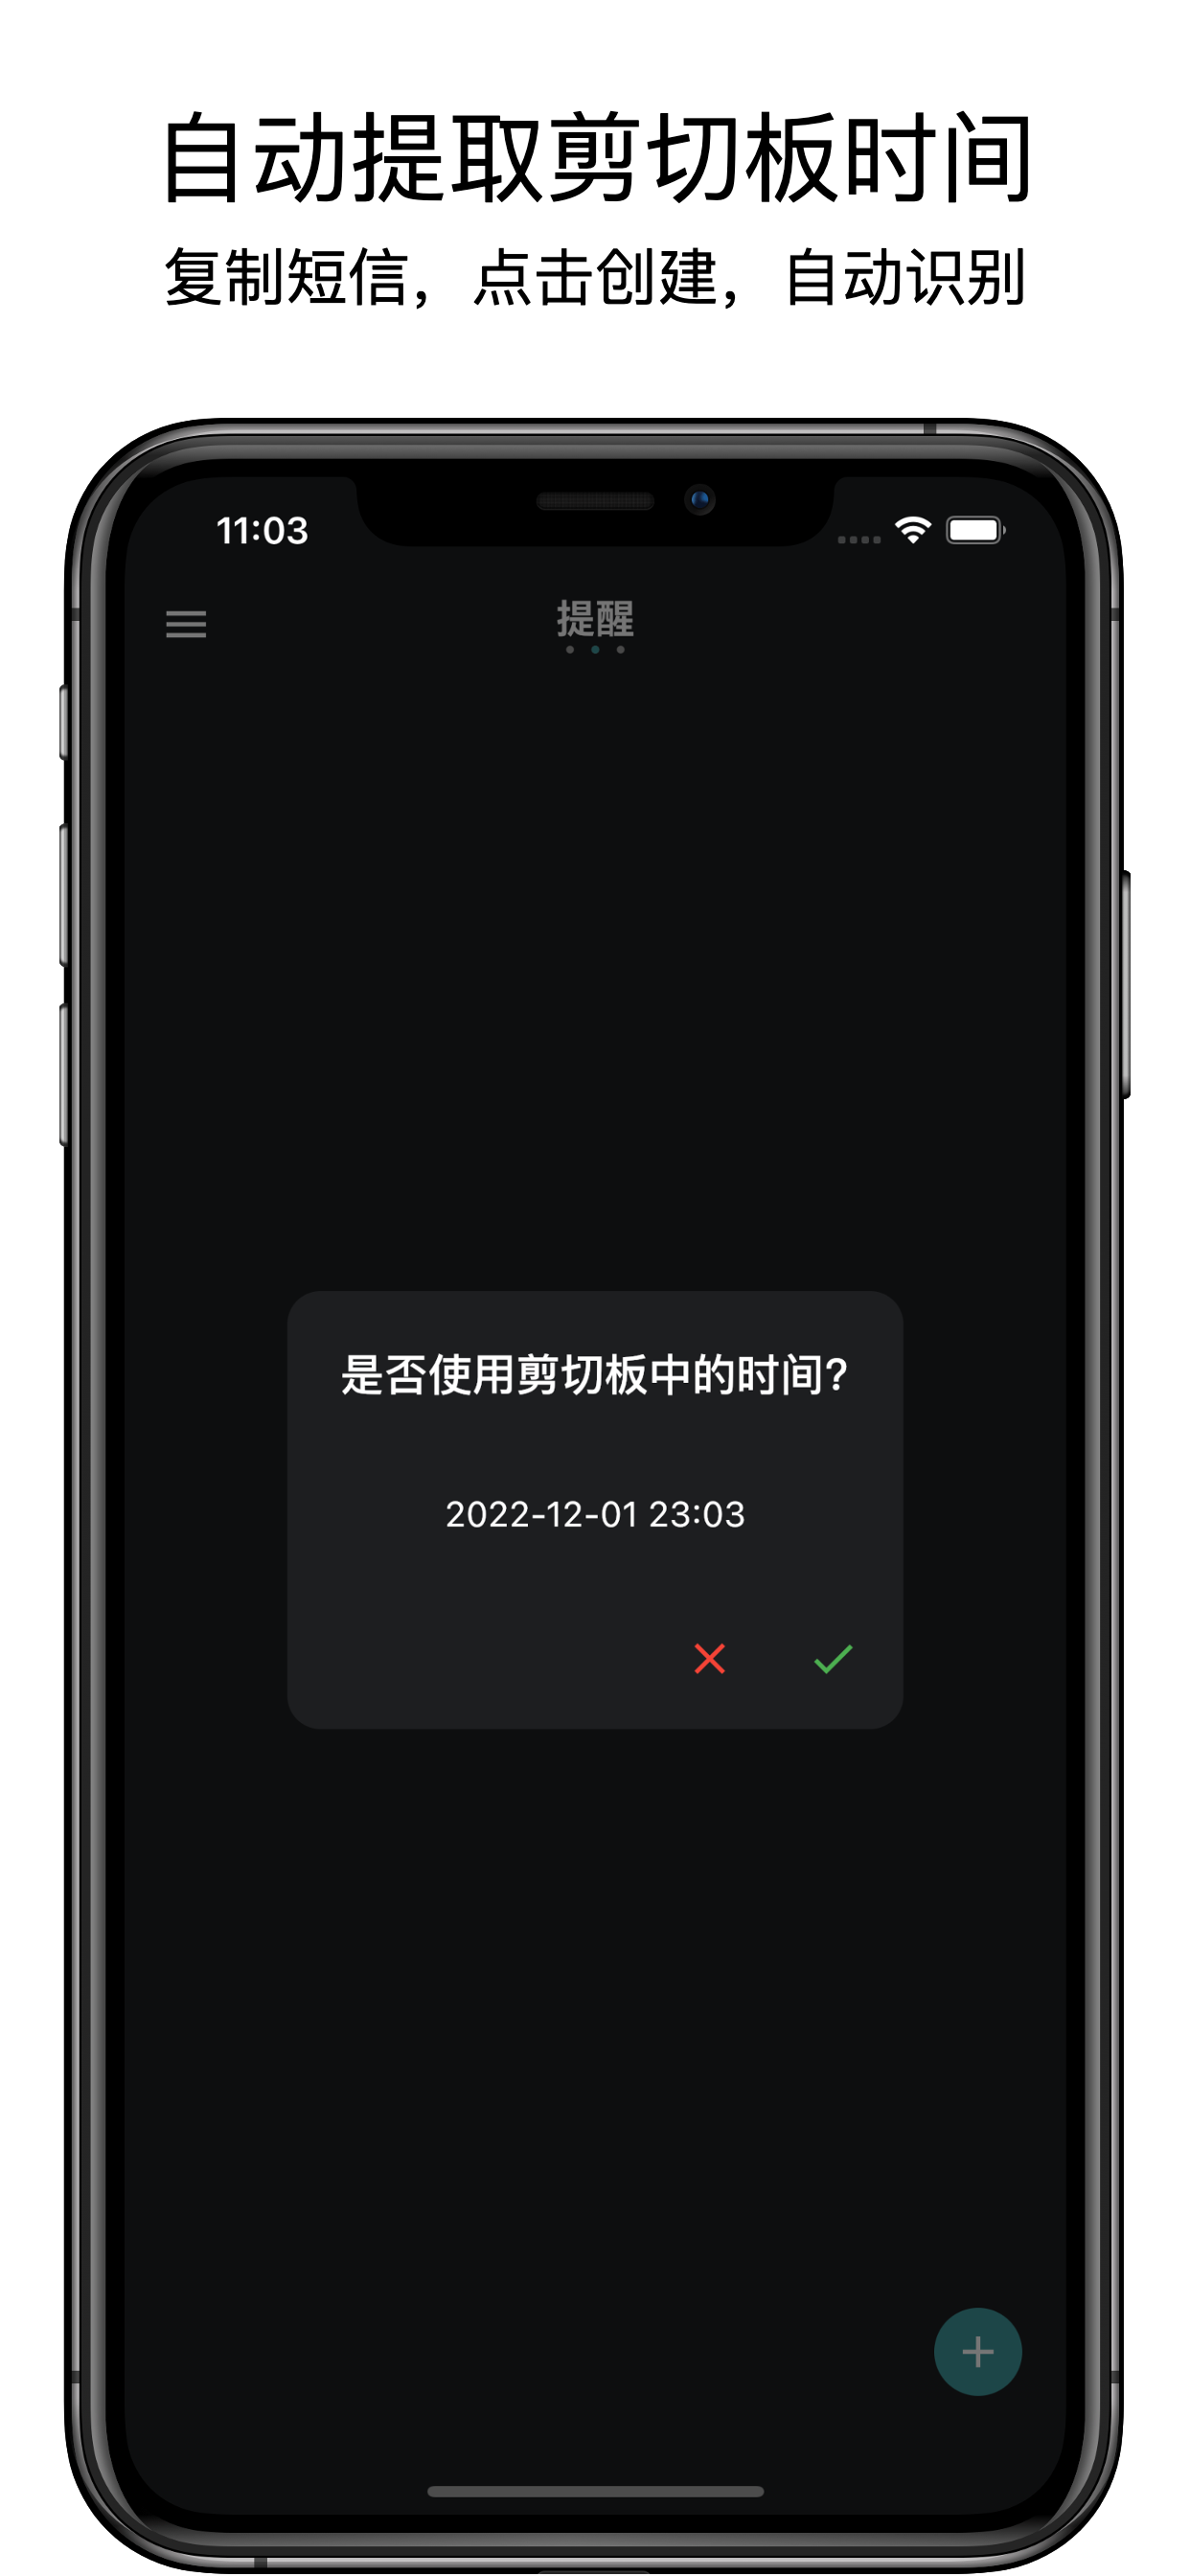 自动提取剪切板时间
复制短信，点击创建，自动识别
11:03
提醒
是否使用剪切板中的时间?
2022-12-01 23:03